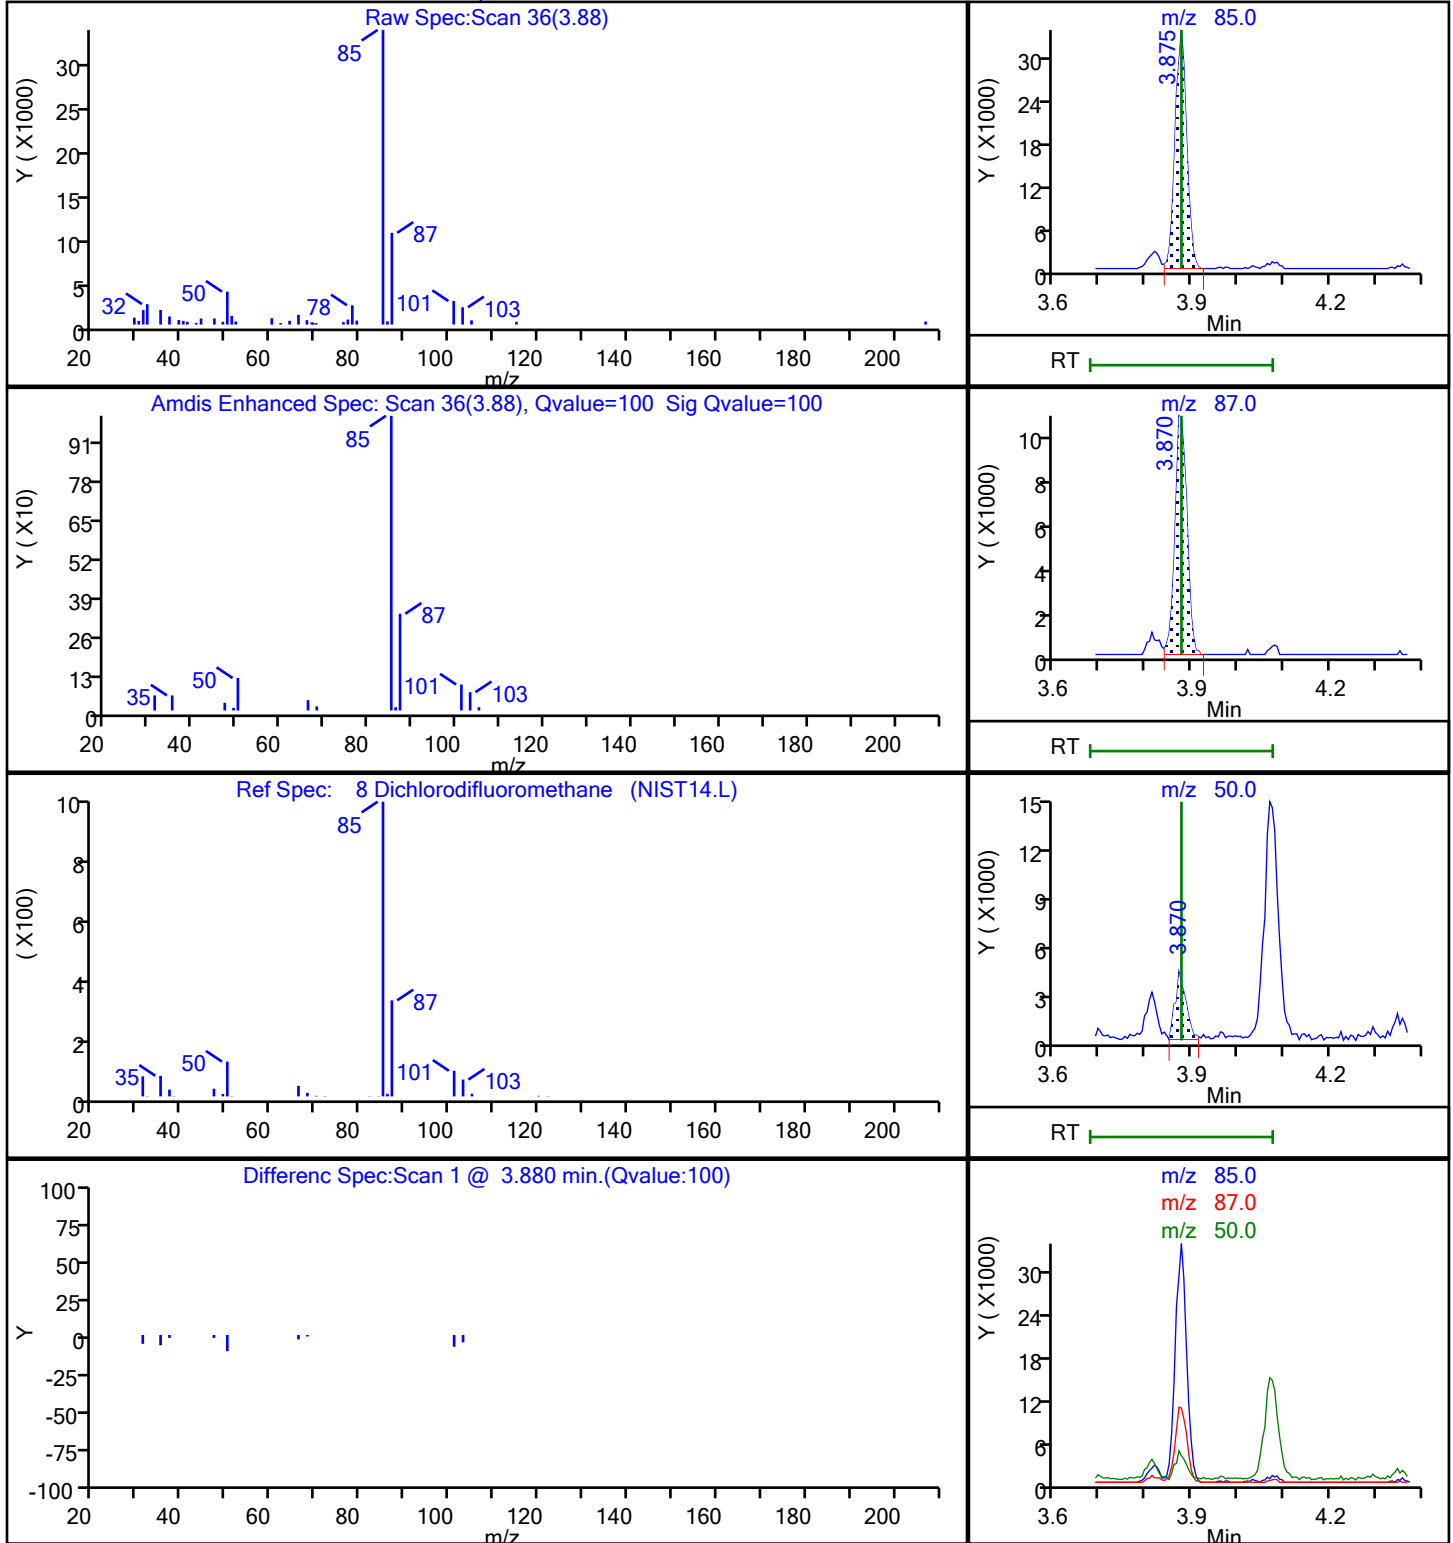 Raw Spec:Scan 36(3.88)
Y ( X1000)
30
25
20
15
10
5
0
85
87
32
50
78
101
103
20 40 60 80 100 120 140 160 180 200
m/z
m/z 85.0
Y ( X1000)
30
24
18
12
6
0
3.875
3.6 3.9 4.2
Min
RT
Amdis Enhanced Spec: Scan 36(3.88), Qvalue=100 Sig Qvalue=100
Y ( X10)
91
78
65
52
39
26
13
0
85
87
35
50
101
103
20 40 60 80 100 120 140 160 180 200
m/z
m/z 87.0
Y ( X1000)
10
8
6
4
2
0
3.870
3.6 3.9 4.2
Min
RT
Ref Spec: 8 Dichlorodifluoromethane (NIST14.L)
( X100)
10
8
6
4
2
0
85
87
35
50
101
103
20 40 60 80 100 120 140 160 180 200
m/z 50.0
Y ( X1000)
15
12
9
6
3
0
3.870
3.6 3.9 4.2
Min
RT
Differenc Spec:Scan 1 @ 3.880 min.(Qvalue:100)
Y
100
75
50
25
0
-25
-50
-75
-100
20 40 60 80 100 120 140 160 180 200
m/z
m/z 85.0
m/z 87.0
m/z 50.0
Y ( X1000)
30
24
18
12
6
0
3.6 3.9 4.2
Min